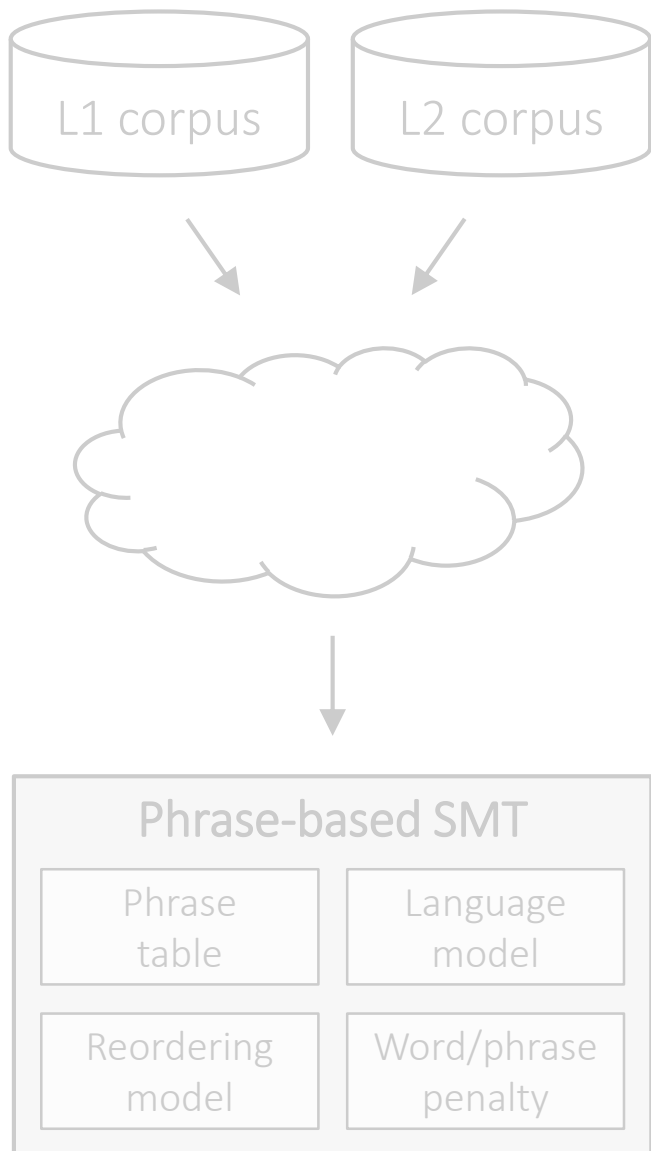 L1 corpus
L2 corpus
Phrase-based SMT
Phrase
table
Language
model
Reordering
model
Word/phrase
penalty